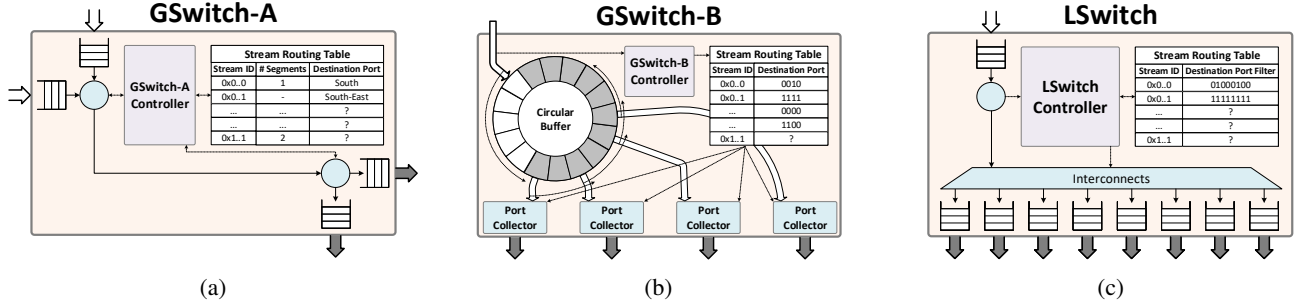 GSwitch-A
Stream Routing Table
Stream ID # Segments Destination Port
0x0..0 1 South
0x0..1 - South-East
... ... ?
... ... ?
0x1..1 2 ?
GSwitch-A
Controller
(a)
GSwitch-B
GSwitch-B
Controller
Stream Routing Table
Stream ID Destination Port
0x0..0 0010
0x0..1 1111
... 0000
... 1100
0x1..1 ?
Circular
Buffer
Port
Collector
Port
Collector
Port
Collector
Port
Collector
(b)
LSwitch
LSwitch
Controller
Stream Routing Table
Stream ID Destination Port Filter
0x0..0 01000100
0x0..1 11111111
... ?
... ?
0x1..1 ?
Interconnects
(c)